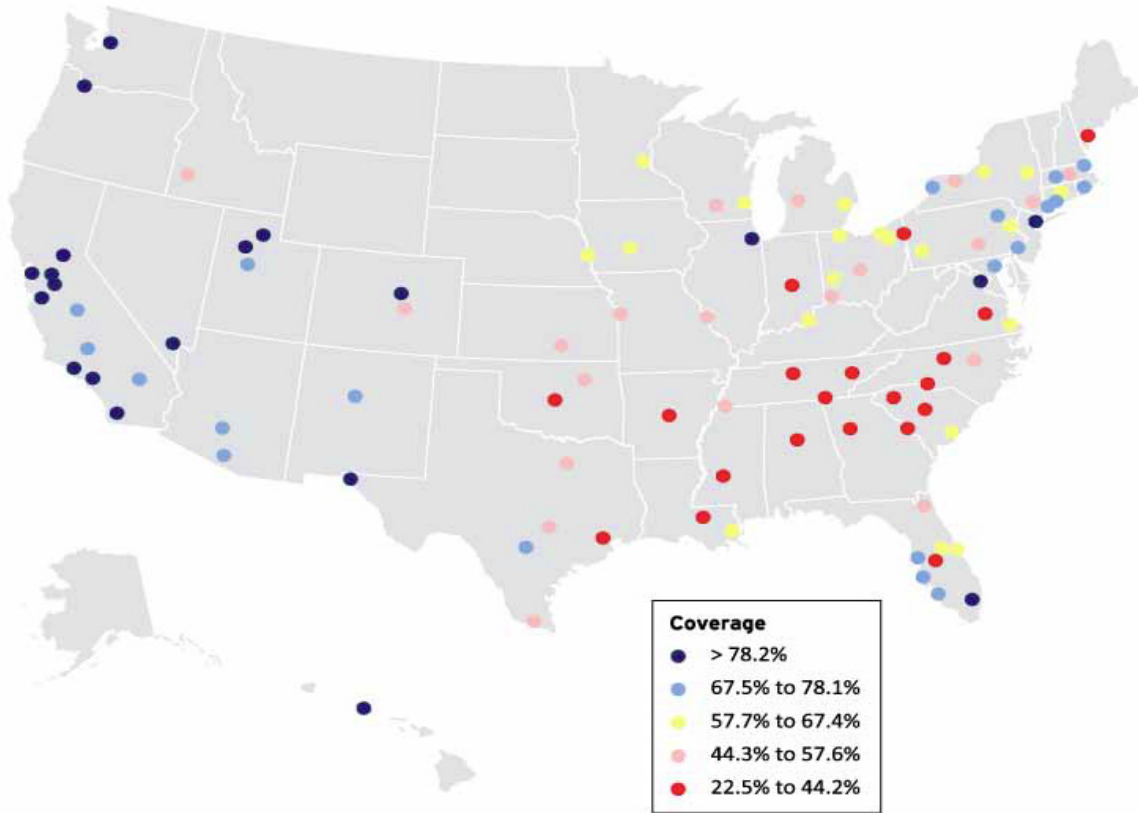 Coverage
> 78.2%
67.5% to 78.1%
57.7% to 67.4%
44.3% to 57.6%
22.5% to 44.2%